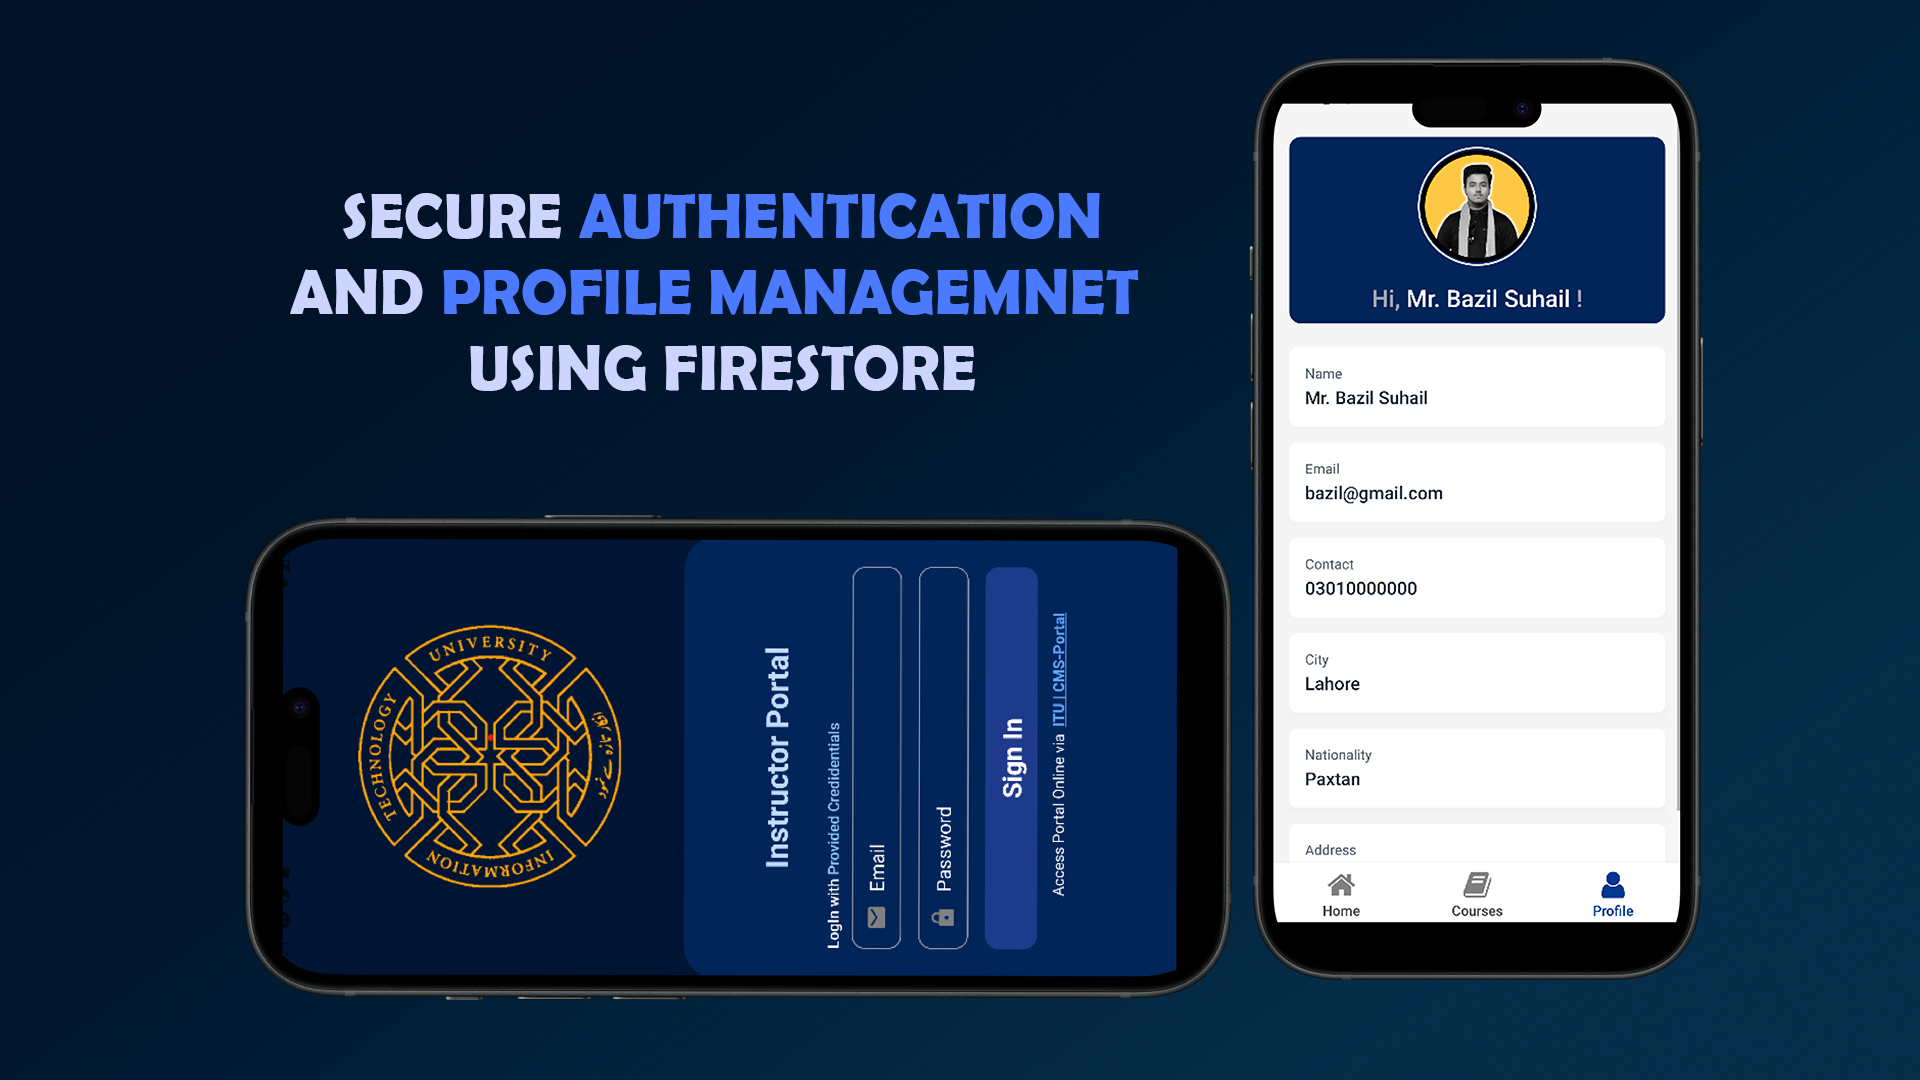 SECURE AUTHENTICATION
AND PROFILE MANAGEMNET
USING FIRESTORE
UNIVERSITY
TECHNOLOGY
INFORMATION
Instructor Portal
LogIn with Provided Credidentials
Email
Password
Sign In
Access Portal Online via ITU | CMS-Portal
Hi, Mr. Bazil Suhail !
Name
Mr. Bazil Suhail
Email
bazil@gmail.com
Contact
03010000000
City
Lahore
Nationality
Paxtan
Address
Home
Courses
Profile